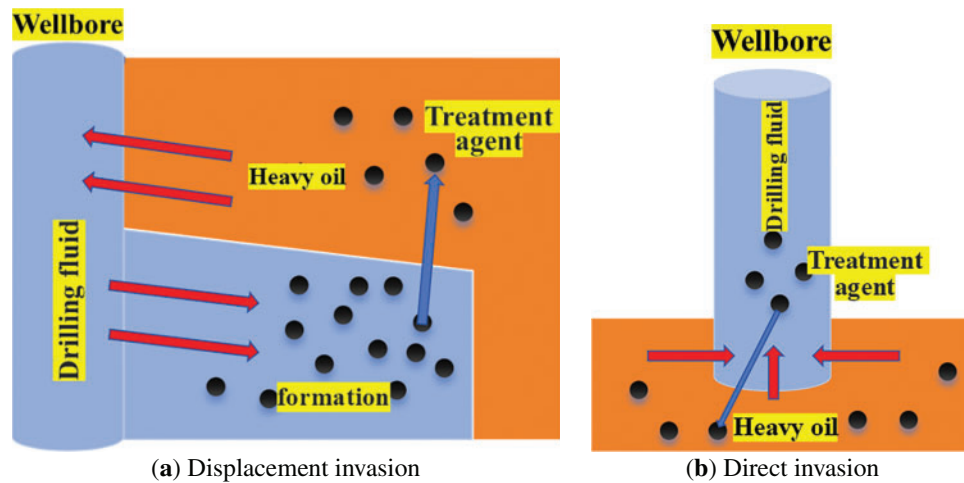 Wellbore
Treatment
agent
Heavy oil
Drilling fluid
formation
(a) Displacement invasion
Wellbore
Drilling fluid
Treatment
agent
Heavy oil
(b) Direct invasion